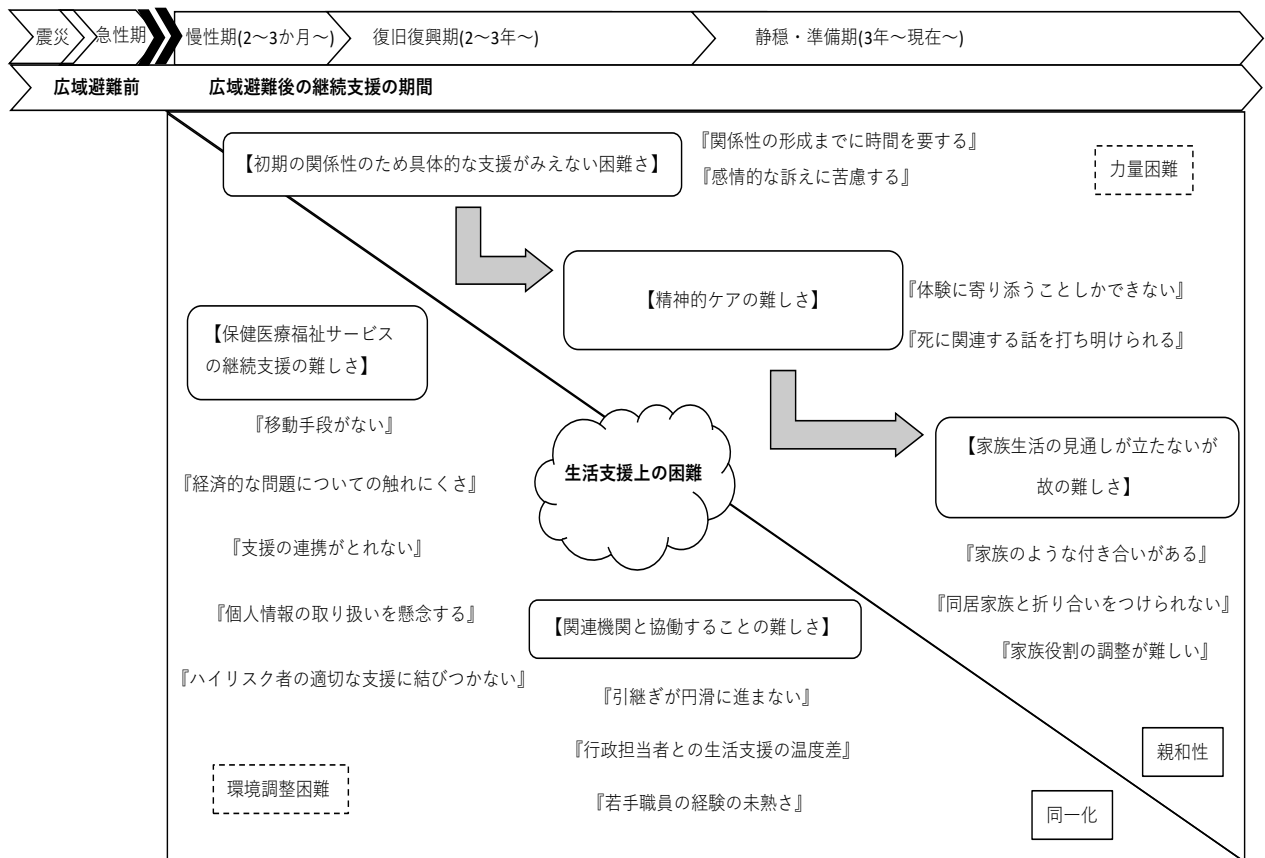 震災
急性期
慢性期(2～3か月～)
復旧復興期(2～3年～)
静穏・準備期(3年～現在～)
広域避難前
広域避難後の継続支援の期間
【初期の関係性のため具体的な支援がみえない困難さ】
『関係性の形成までに時間を要する』
『感情的な訴えに苦慮する』
力量困難
【精神的ケアの難しさ】
『体験に寄り添うことしかできない』
『死に関連する話を打ち明けられる』
【保健医療福祉サービス
の継続支援の難しさ】
『移動手段がない』
『経済的な問題についての触れにくさ』
『支援の連携がとれない』
『個人情報の取り扱いを懸念する』
『ハイリスク者の適切な支援に結びつかない』
環境調整困難
生活支援上の困難
【家族生活の見通しが立たないが
故の難しさ】
『家族のような付き合いがある』
『同居家族と折り合いをつけられない』
『家族役割の調整が難しい』
【関連機関と協働することの難しさ】
『引継ぎが円滑に進まない』
『行政担当者との生活支援の温度差』
『若手職員の経験の未熟さ』
親和性
同一化